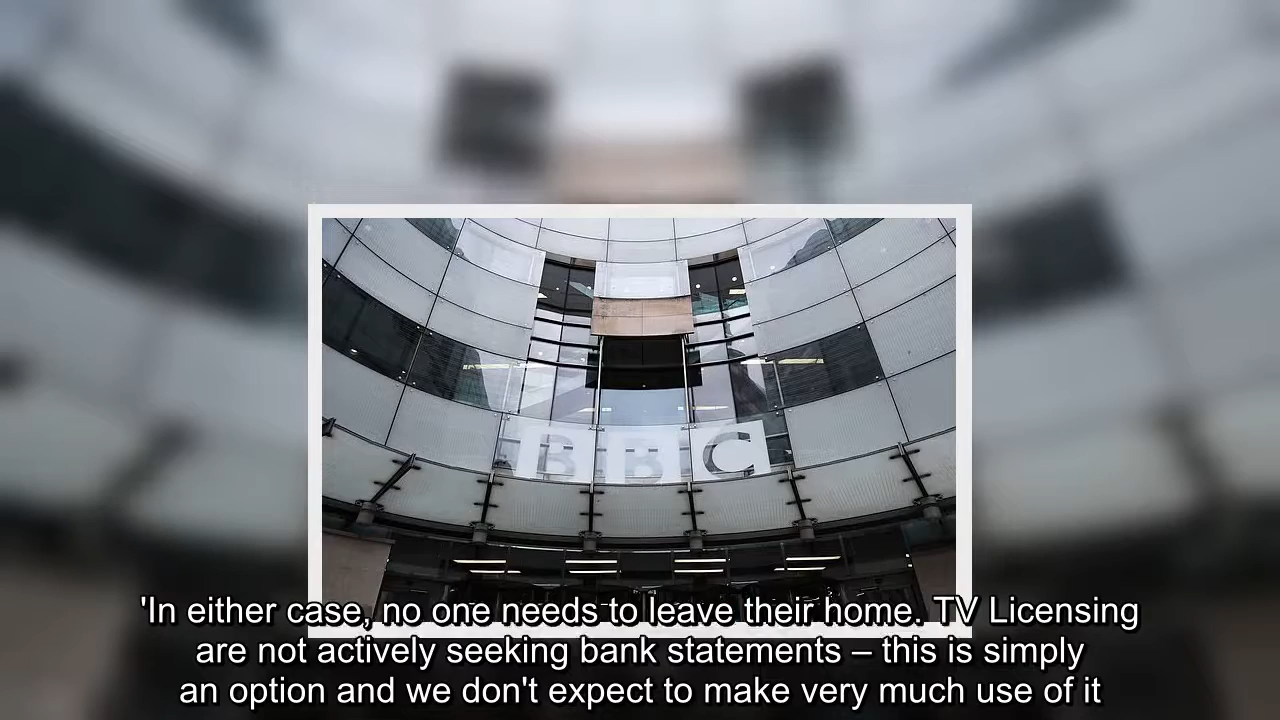 BBC
'In either case, no one needs to leave their home. TV Licensing
are not actively seeking bank statements – this is simply
an option and we don't expect to make very much use of it